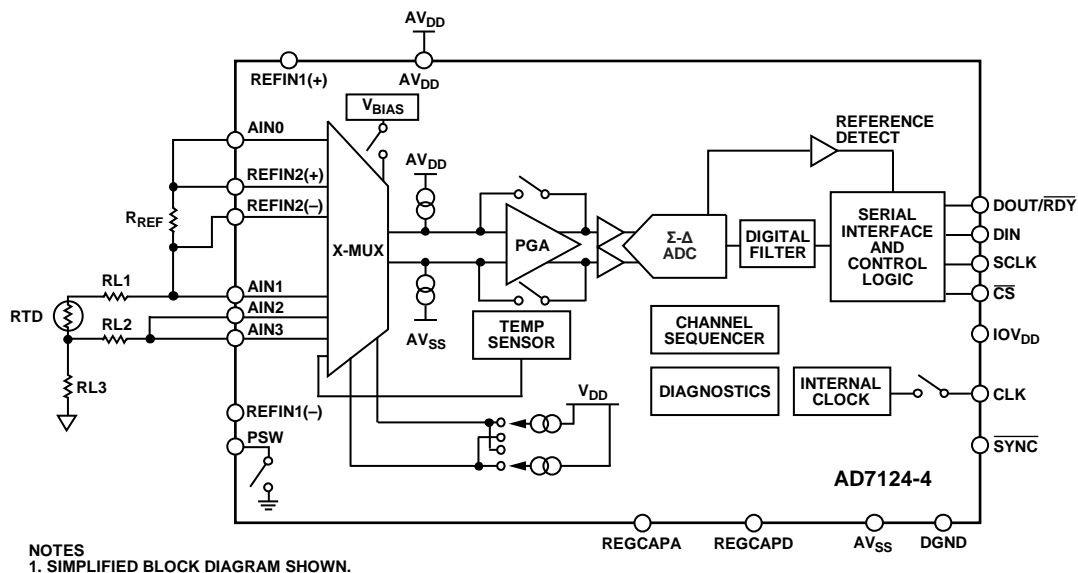 AVDD
REFIN1(+)
AVDD
VBIAS
AIN0
REFERENCE
DETECT
AVDD
REFIN2(+)
RREF
REFIN2(–)
X-MUX
PGA
Σ-Δ
ADC
DIGITAL
FILTER
SERIAL
INTERFACE
AND
CONTROL
LOGIC
DOUT/RDY
DIN
SCLK
CS
RL1
AIN1
RTD
RL2
AIN2
AIN3
AVSS
TEMP
SENSOR
CHANNEL
SEQUENCER
IOVDD
RL3
VDD
DIAGNOSTICS
INTERNAL
CLOCK
CLK
REFIN1(–)
PSW
SYNC
AD7124-4
REGCAPA
REGCAPD
AVSS
DGND
NOTES
1. SIMPLIFIED BLOCK DIAGRAM SHOWN.